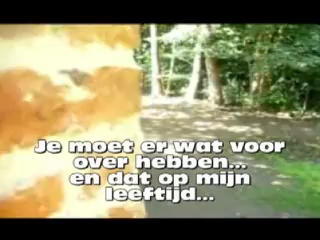 Je moet er wat voor
over hebben...
en dat op mijn
leeftijd...